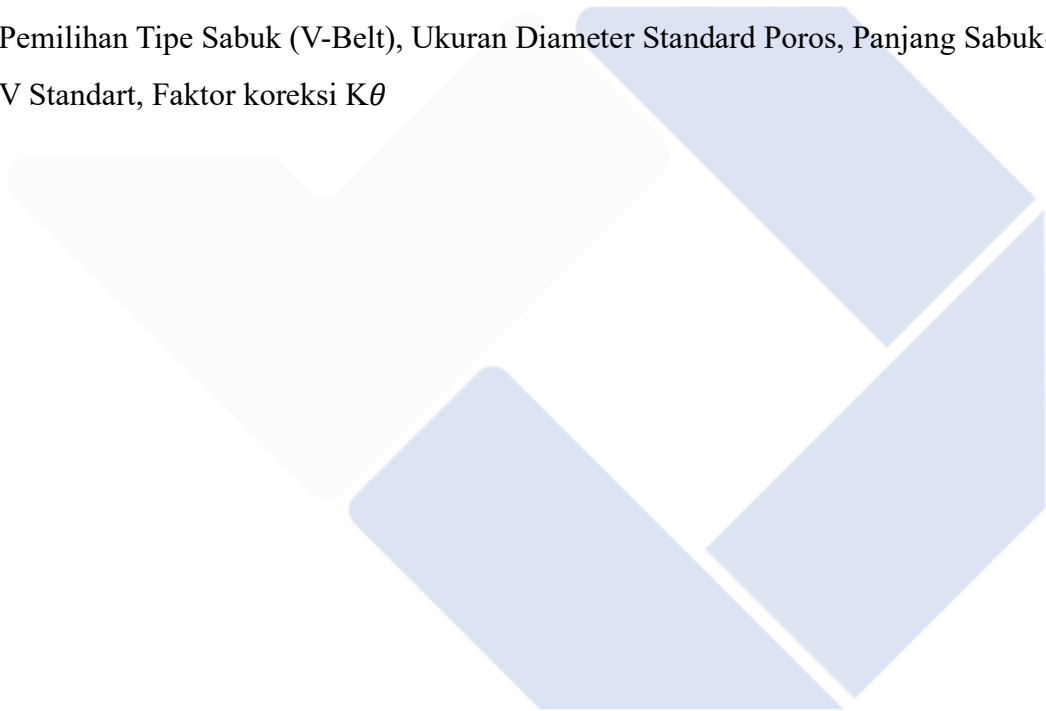 Pemilihan Tipe Sabuk (V-Belt), Ukuran Diameter Standard Poros, Panjang Sabuk-
V Standart, Faktor koreksi K𝜃